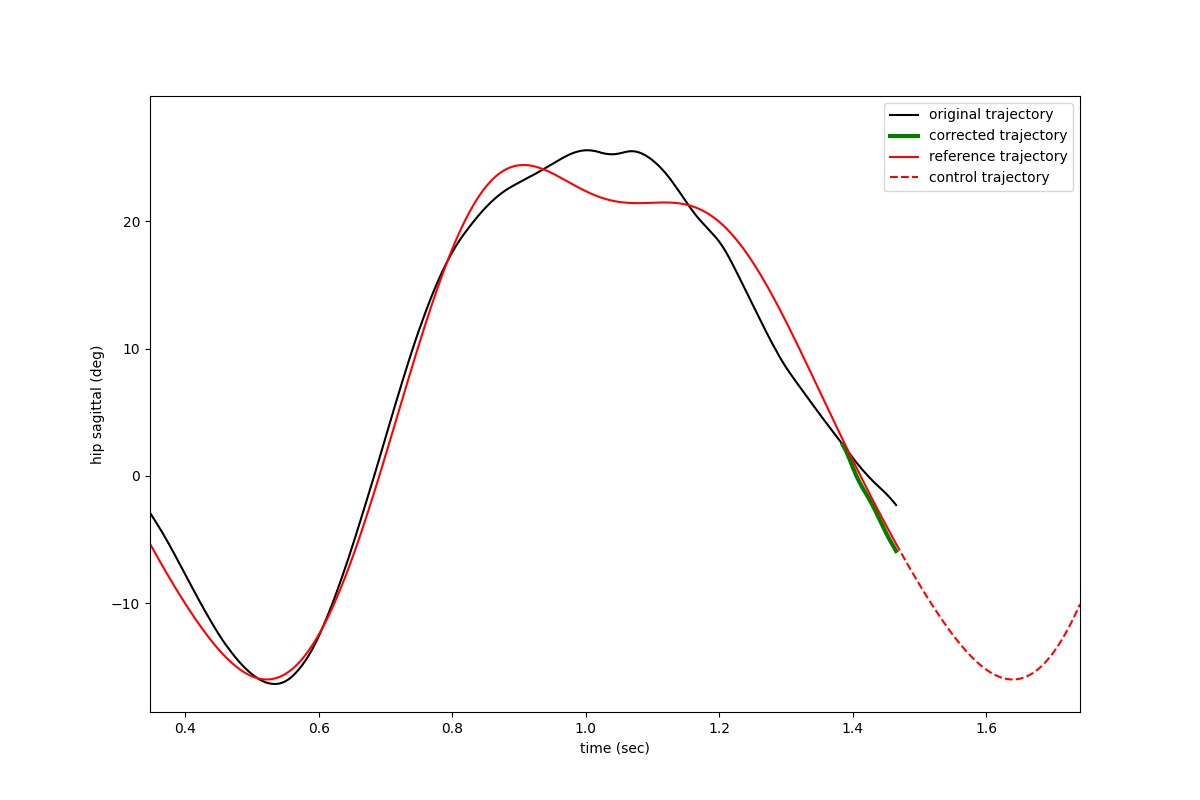 original trajectory
corrected trajectory
reference trajectory
control trajectory
hip sagittal (deg)
20
10
0
−10
0.4 0.6 0.8 1.0 1.2 1.4 1.6
time (sec)